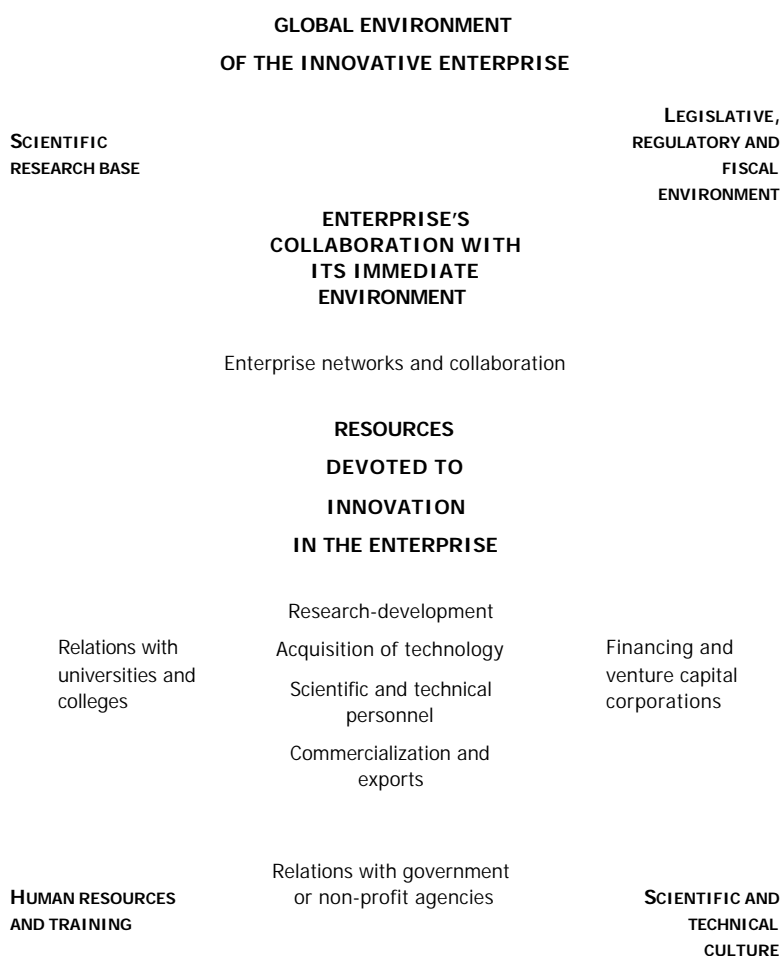 GLOBAL ENVIRONMENT
OF THE INNOVATIVE ENTERPRISE
SCIENTIFIC
RESEARCH BASE
LEGISLATIVE,
REGULATORY AND
FISCAL
ENVIRONMENT
ENTERPRISE'S
COLLABORATION WITH
ITS IMMEDIATE
ENVIRONMENT
Enterprise networks and collaboration
RESOURCES
DEVOTED TO
INNOVATION
IN THE ENTERPRISE
Relations with
universities and
colleges
Research-development
Acquisition of technology
Scientific and technical
personnel
Commercialization and
exports
Financing and
venture capital
corporations
Relations with government
or non-profit agencies
HUMAN RESOURCES
AND TRAINING
SCIENTIFIC AND
TECHNICAL
CULTURE